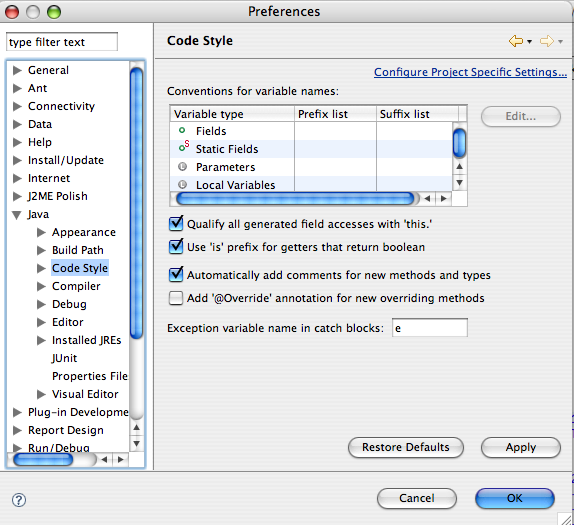 Preferences
type filter text
General
Ant
Connectivity
Data
Help
Install/Update
Internet
J2ME Polish
Java
Appearance
Build Path
Code Style
Compiler
Debug
Editor
Installed JREs
JUnit
Properties File
Visual Editor
Plug-in Developme
Report Design
Run/Debug
Code Style
Configure Project Specific Settings...
Conventions for variable names:
Variable type Prefix list Suffix list
Fields
S Static Fields
Parameters
Local Variables
Edit...
Qualify all generated field accesses with 'this.'
Use 'is' prefix for getters that return boolean
Automatically add comments for new methods and types
Add '@Override' annotation for new overriding methods
Exception variable name in catch blocks: e
Restore Defaults Apply
? Cancel OK